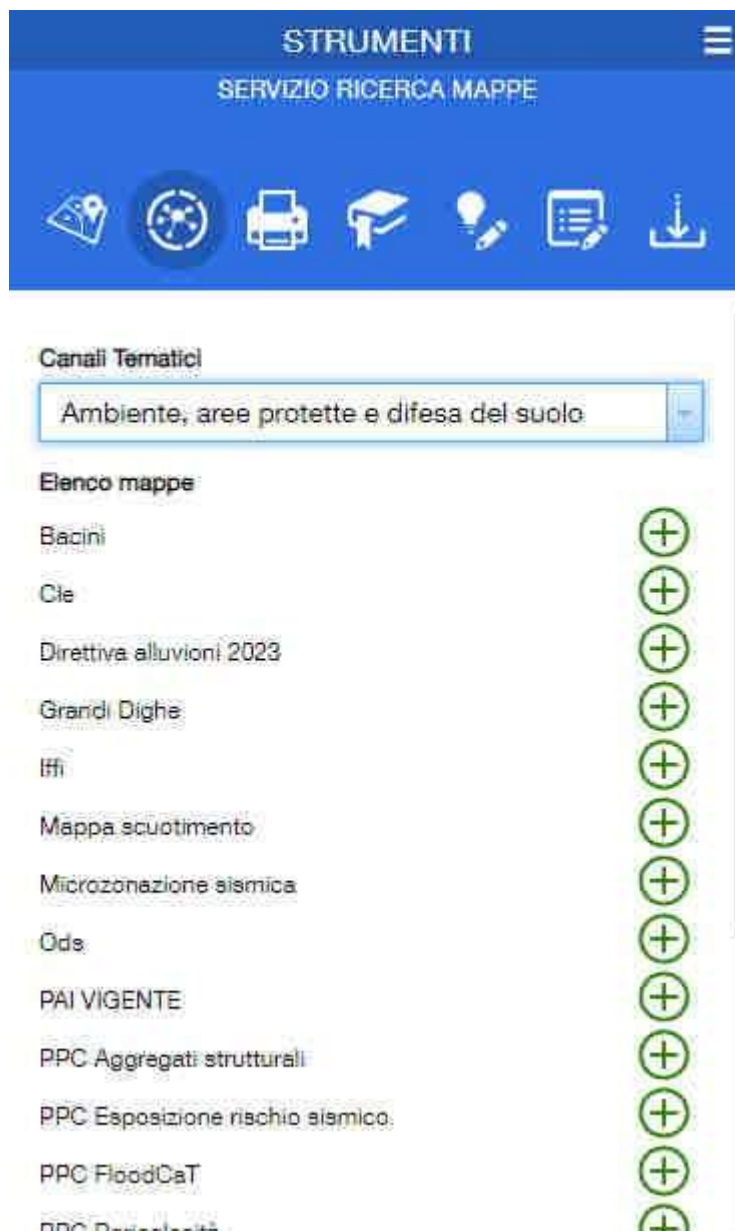 STRUMENTI
SERVIZIO RICERCA MAPPE
Canali Tematici
Ambiente, aree protette e difesa del suolo
Elenco mappe
Bacini
Cle
Direttiva alluvioni 2023
Grandi Dighe
Iffi
Mappa scuotimento
Microzonazione sismica
Ods
PAI VIGENTE
PPC Aggregati strutturali
PPC Esposizione rischio sismico
PPC FloodCaT
PPC Pericolosità